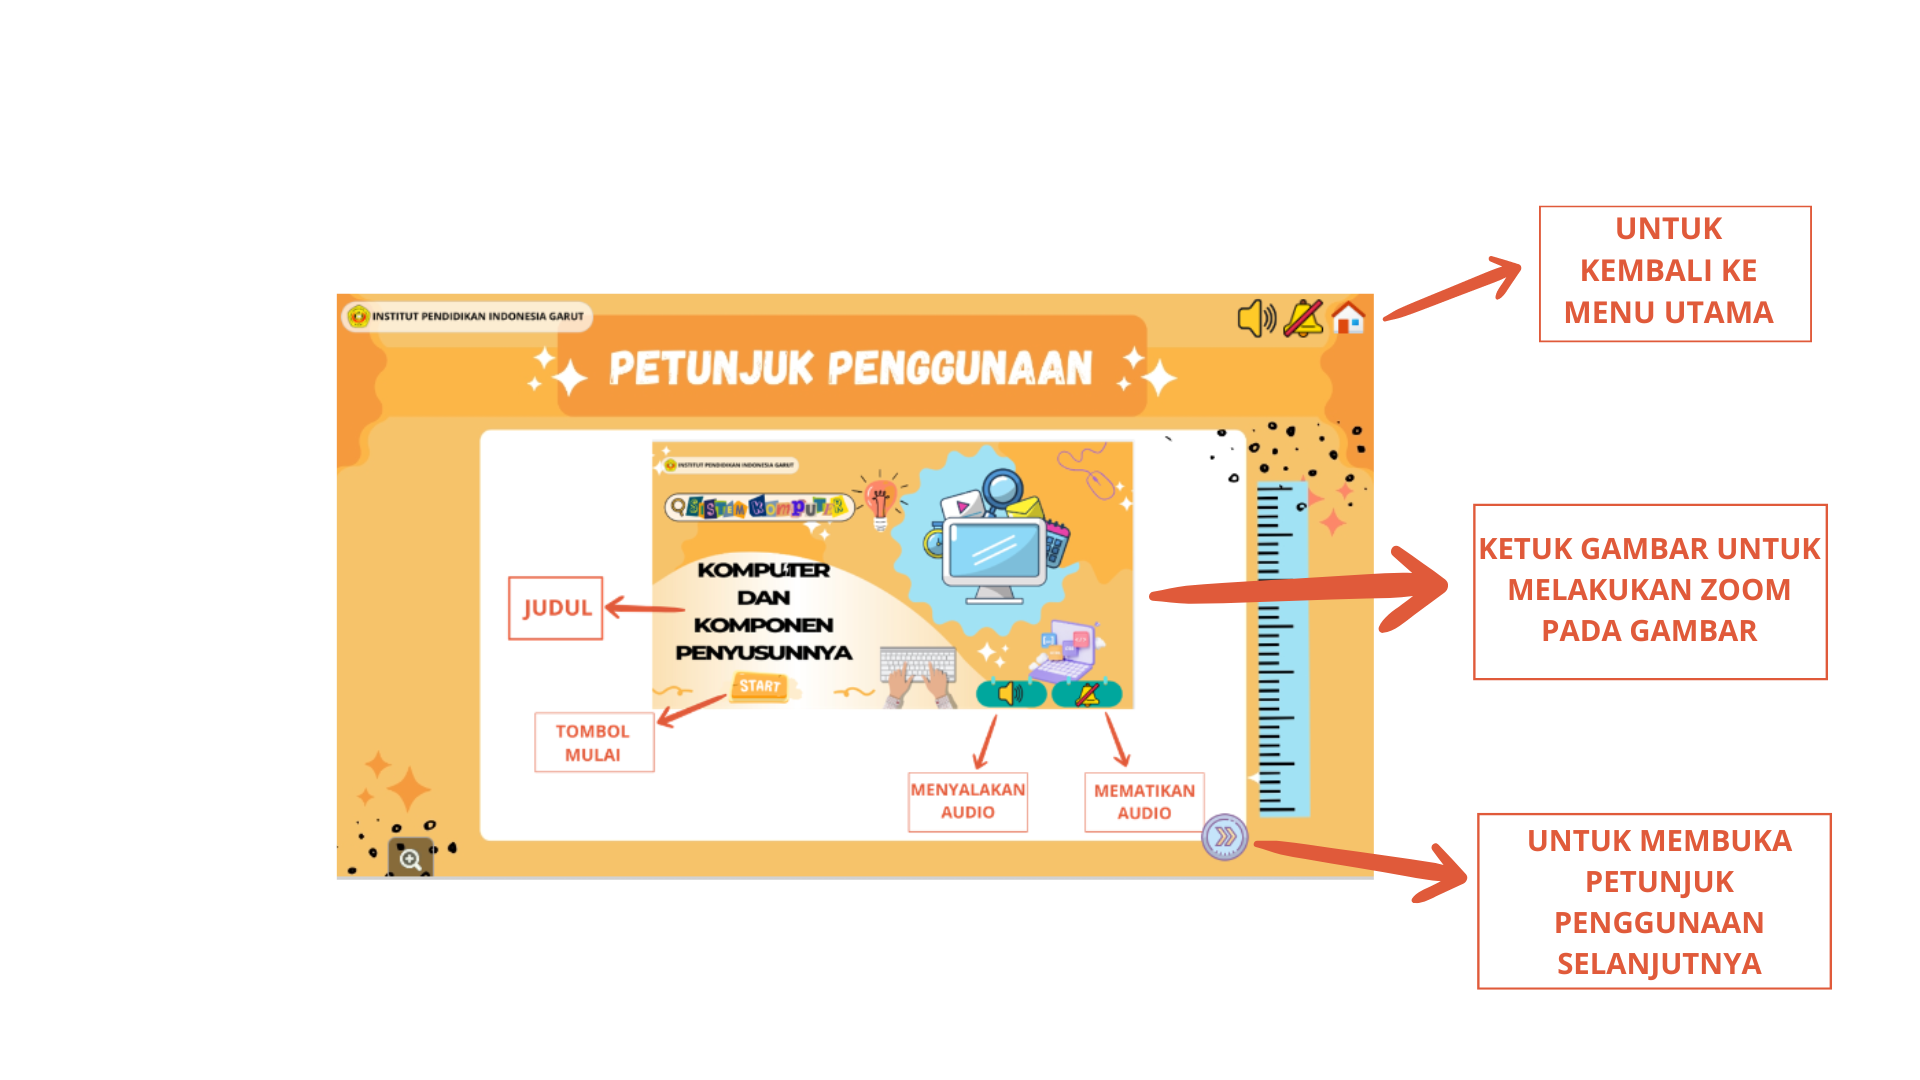 INSTITUT PENDIDIKAN INDONESIA GARUT
PETUNJUK PENGGUNAAN
INSTITUT PENDIDIKAN INDONESIA GARUT
SISTEM KOMPUTER
KOMPUTER
DAN
KOMPONEN
PENYUSUNNYA
START
JUDUL
TOMBOL
MULAI
MENYALAKAN
AUDIO
MEMATIKAN
AUDIO
UNTUK
KEMBALI KE
MENU UTAMA
KETUK GAMBAR UNTUK
MELAKUKAN ZOOM
PADA GAMBAR
UNTUK MEMBUKA
PETUNJUK
PENGGUNAAN
SELANJUTNYA